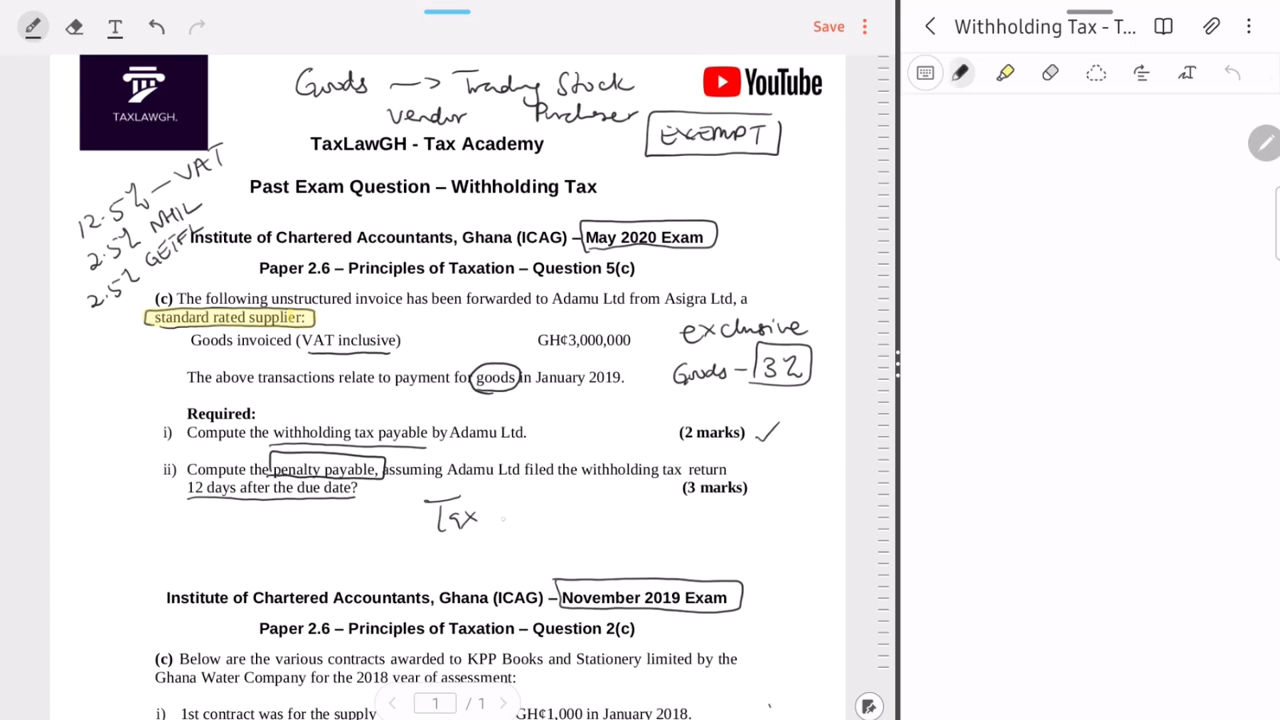 Save
Withholding Tax - T...
TAXLAWGH.
Goods -> Trading Stock
vendor Purchaser
YouTube
EXEMPT
TaxLawGH - Tax Academy
Past Exam Question – Withholding Tax
12.5% - VAT
2.5% NHIL
2.5% GETFL
Institute of Chartered Accountants, Ghana (ICAG) – May 2020 Exam
Paper 2.6 – Principles of Taxation – Question 5(c)
(c) The following unstructured invoice has been forwarded to Adamu Ltd from Asigra Ltd, a
standard rated supplier:
Goods invoiced (VAT inclusive) GH¢3,000,000
exclusive
The above transactions relate to payment for goods in January 2019.
Goods - 3%
Required:
i) Compute the withholding tax payable by Adamu Ltd. (2 marks) ✓
ii) Compute the penalty payable, assuming Adamu Ltd filed the withholding tax return
12 days after the due date? (3 marks)
Tax
Institute of Chartered Accountants, Ghana (ICAG) – November 2019 Exam
Paper 2.6 – Principles of Taxation – Question 2(c)
(c) Below are the various contracts awarded to KPP Books and Stationery limited by the
Ghana Water Company for the 2018 year of assessment:
i) 1st contract was for the supply GH¢1,000 in January 2018.
1 / 1